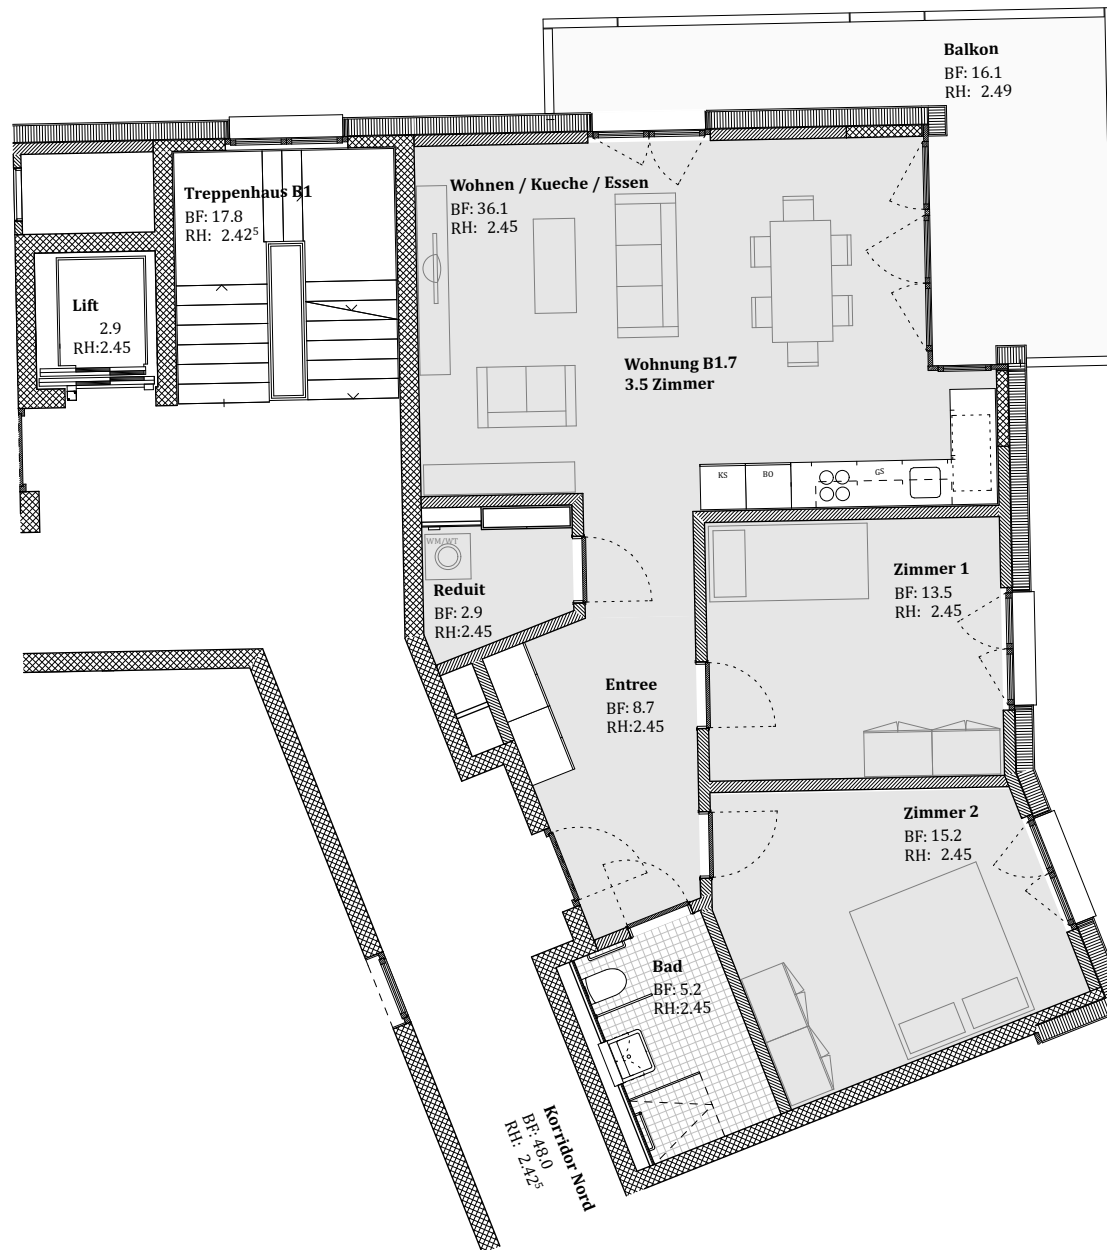 Balkon
BF: 16.1
RH: 2.49
Treppenhaus B1
BF: 17.8
RH: 2.42⁵
Wohnen / Kueche / Essen
BF: 36.1
RH: 2.45
Lift
2.9
RH:2.45
Wohnung B1.7
3.5 Zimmer
KS
BO
GS
WM/WT
Reduit
BF: 2.9
RH:2.45
Zimmer 1
BF: 13.5
RH: 2.45
Entree
BF: 8.7
RH:2.45
Zimmer 2
BF: 15.2
RH: 2.45
Bad
BF: 5.2
RH:2.45
Korridor Nord
BF: 48.0
RH: 2.42⁵